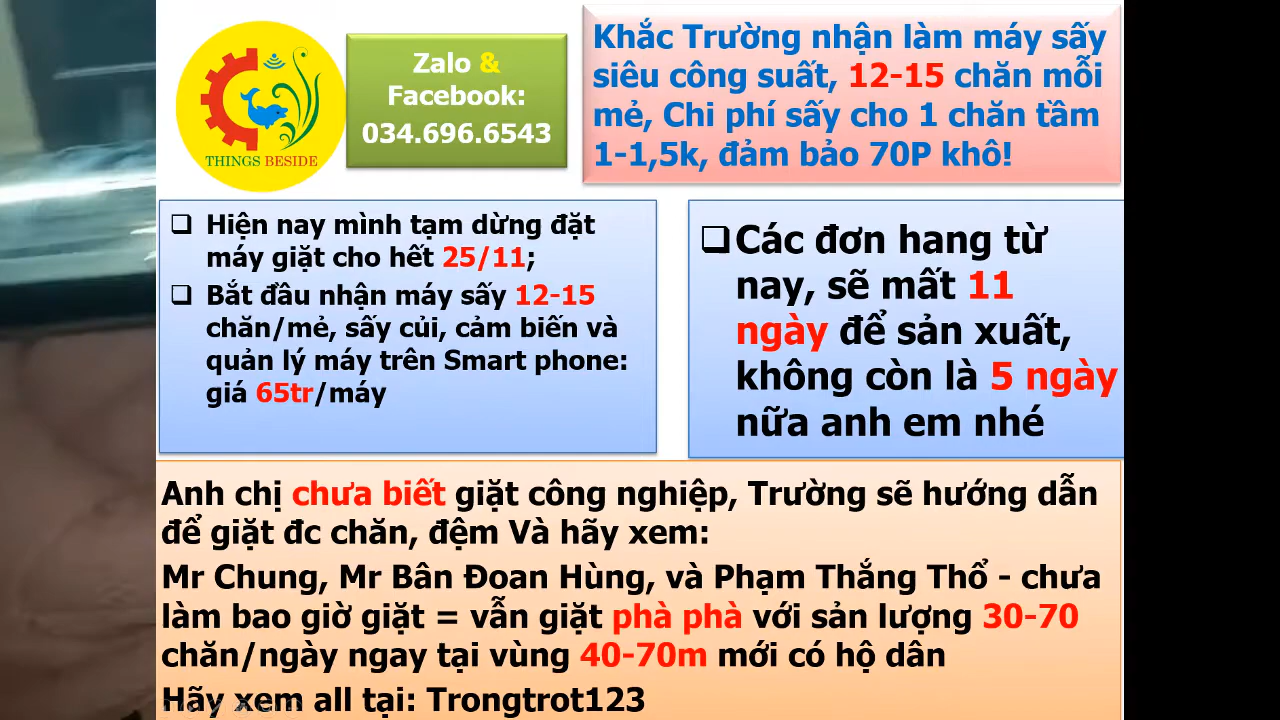 THINGS BESIDE
Zalo &
Facebook:
034.696.6543
Khắc Trường nhận làm máy sấy
siêu công suất, 12-15 chăn mỗi
mẻ, Chi phí sấy cho 1 chăn tầm
1-1,5k, đảm bảo 70P khô!
❑ Hiện nay mình tạm dừng đặt
máy giặt cho hết 25/11;
❑ Bắt đầu nhận máy sấy 12-15
chăn/mẻ, sấy củi, cảm biến và
quản lý máy trên Smart phone:
giá 65tr/máy
❑Các đơn hang từ
nay, sẽ mất 11
ngày để sản xuất,
không còn là 5 ngày
nữa anh em nhé
Anh chị chưa biết giặt công nghiệp, Trường sẽ hướng dẫn
để giặt đc chăn, đệm Và hãy xem:
Mr Chung, Mr Bân Đoan Hùng, và Phạm Thắng Thổ - chưa
làm bao giờ giặt = vẫn giặt phà phà với sản lượng 30-70
chăn/ngày ngay tại vùng 40-70m mới có hộ dân
Hãy xem all tại: Trongtrot123